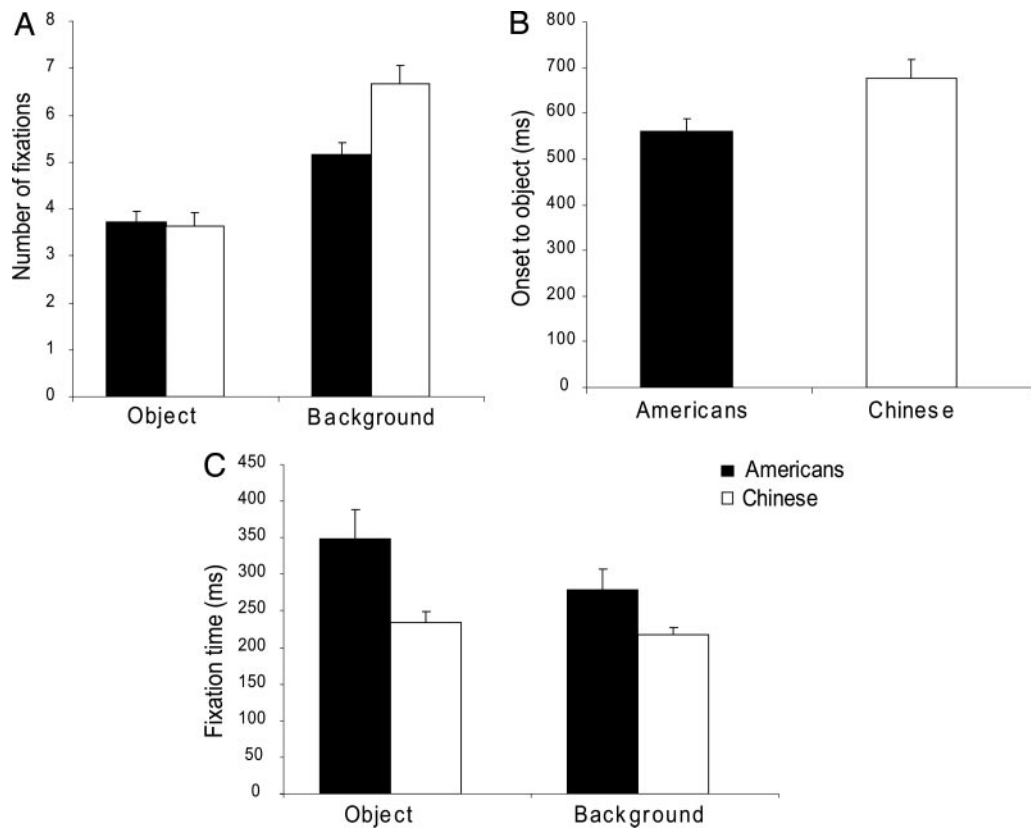 A
Number of fixations
8
7
6
5
4
3
2
1
0
Object
Background
B
Onset to object (ms)
800
700
600
500
400
300
200
100
0
Americans
Chinese
C
Fixation time (ms)
450
400
350
300
250
200
150
100
50
0
Object
Background
Americans
Chinese